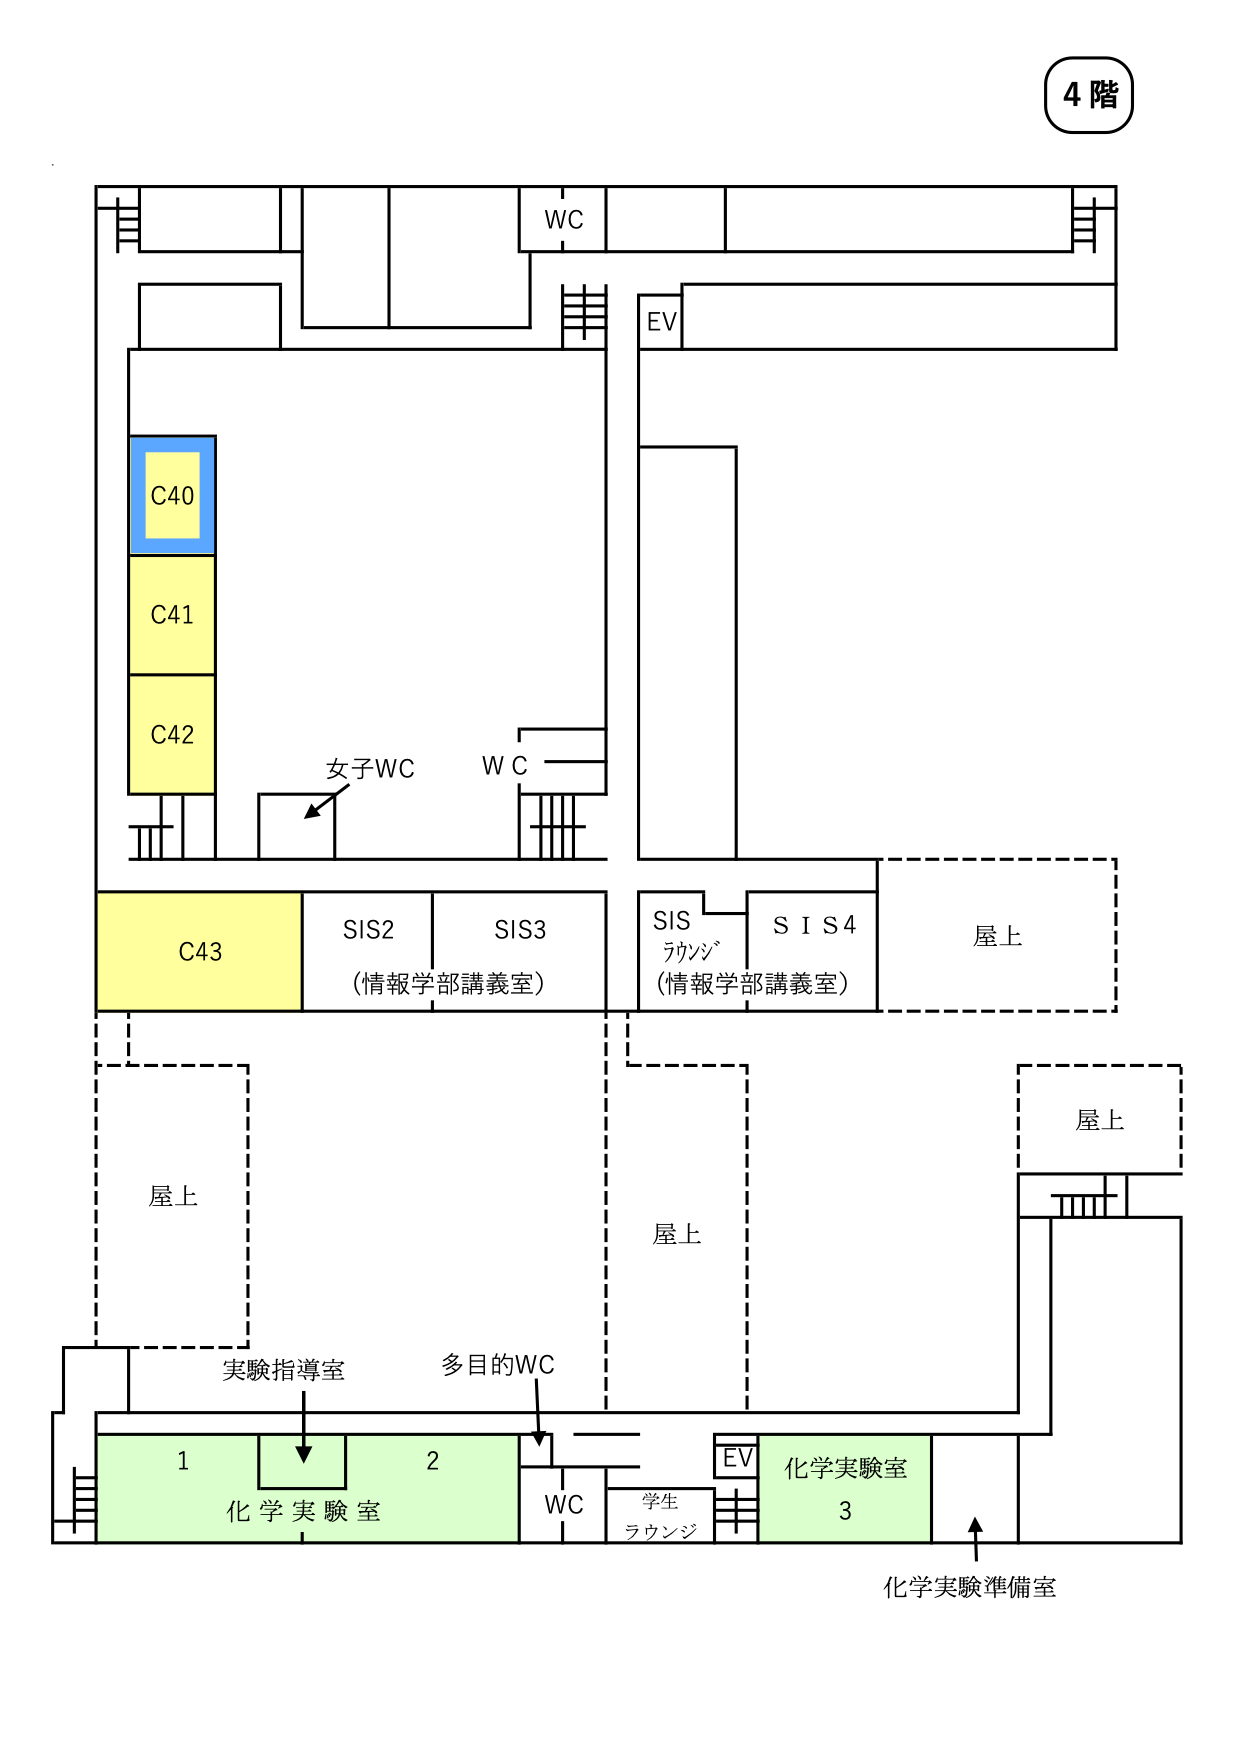 4 階
WC
EV
C40
C41
C42
女子WC
ＷＣ
C43
SIS2
SIS3
（情報学部講義室）
SIS
ﾗｳﾝｼﾞ
ＳＩＳ4
（情報学部講義室）
屋上
屋上
屋上
屋上
実験指導室
多目的WC
1
2
化 学 実 験 室
WC
学生
ラウンジ
EV
化学実験室
3
化学実験準備室